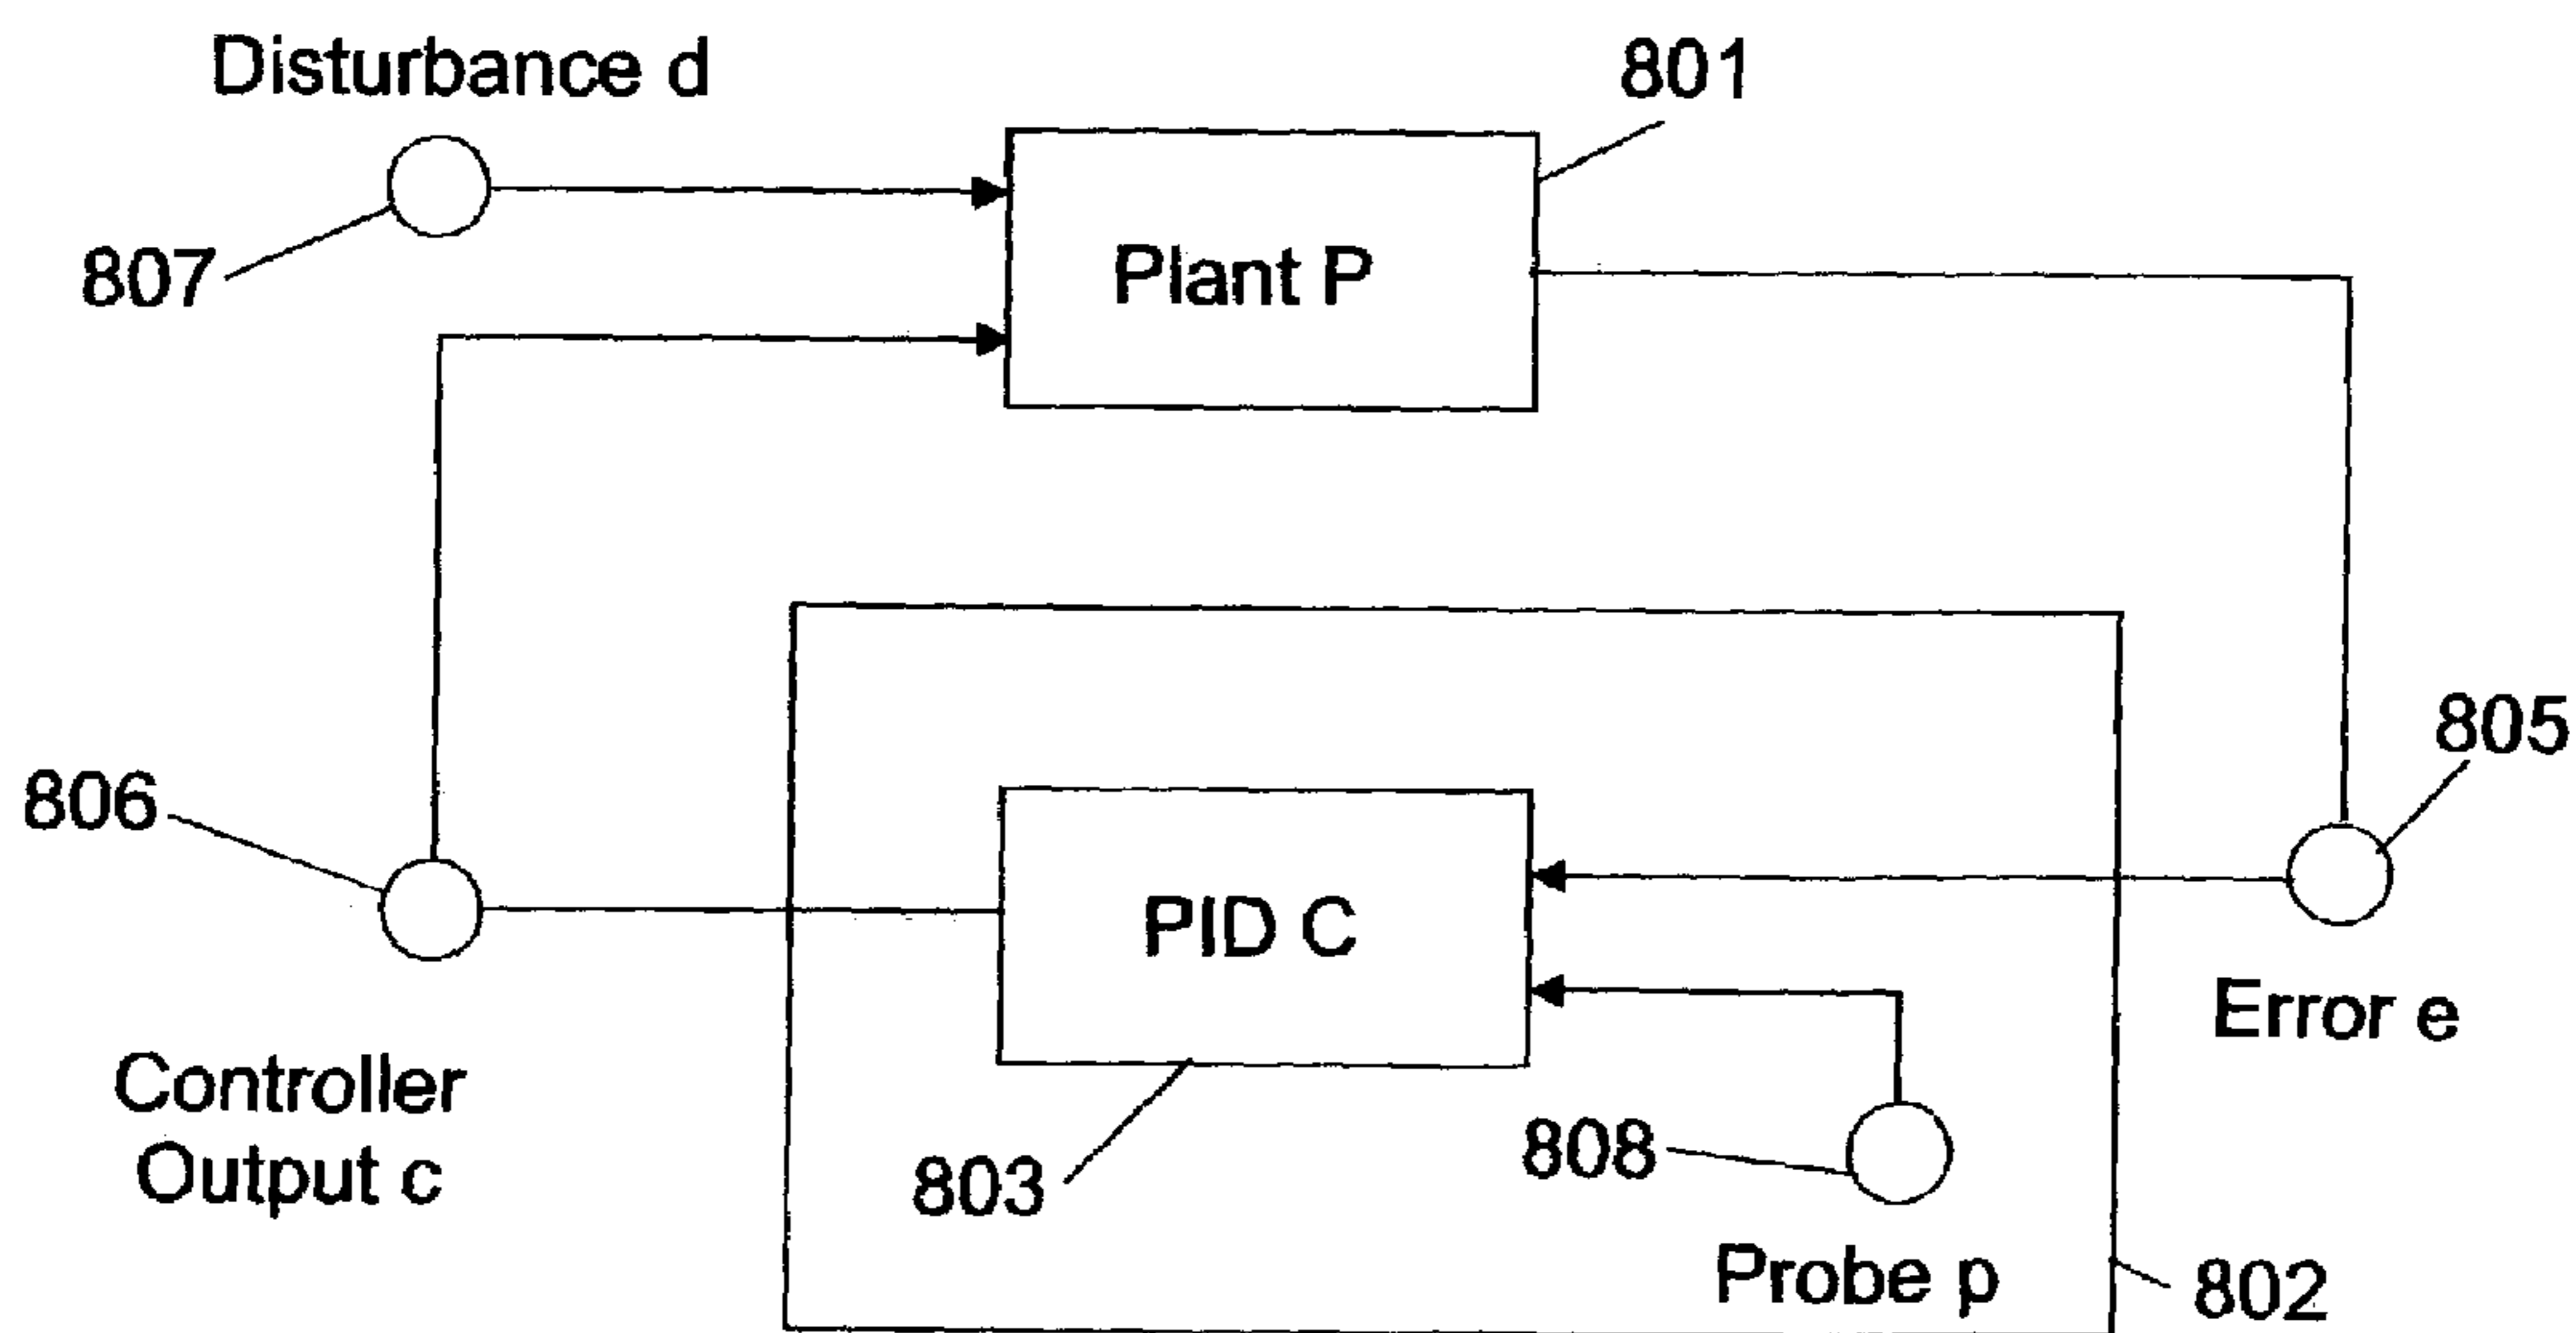 Disturbance d
801
807
Plant P
806
805
PID C
Error e
Controller
Output c
803
808
Probe p
802